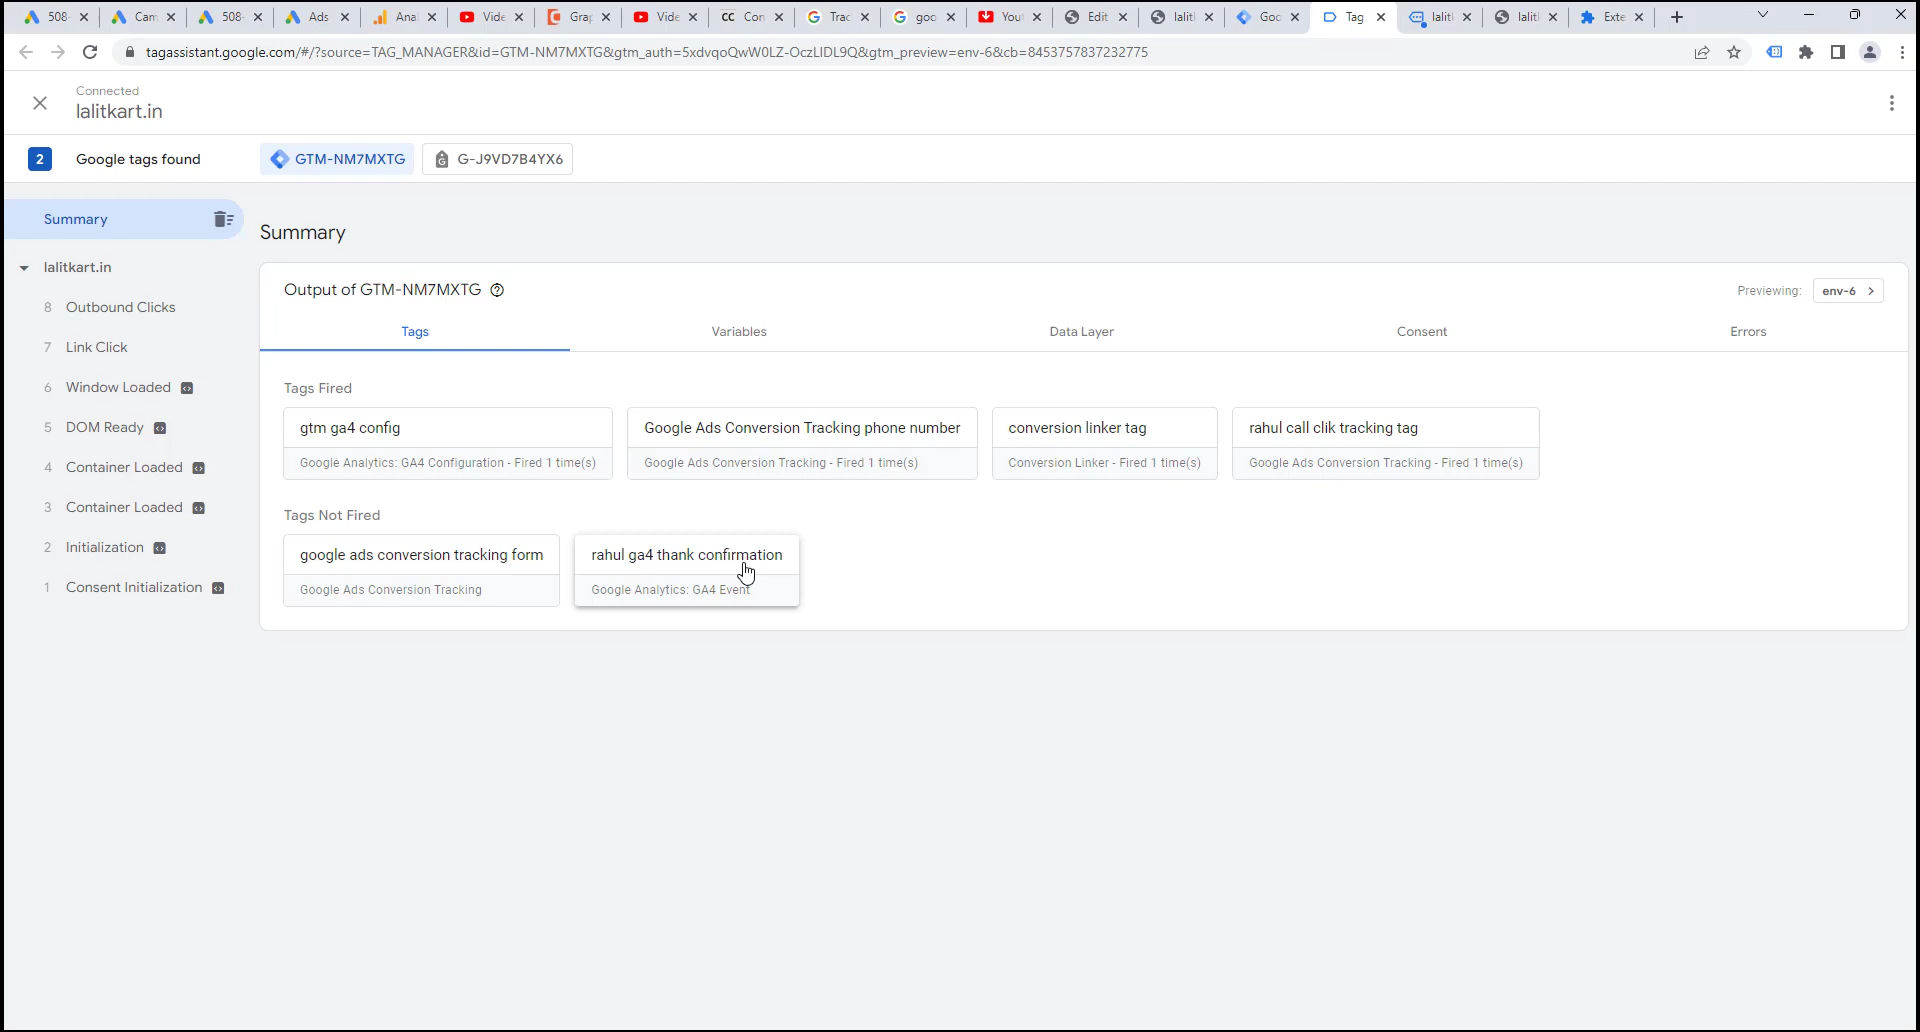 508-
Cam
508-
Ads
Anal
Vide
Grap
Vide
CC Con
Trac
goo
You
Edit
lalit
Goo
Tag
lalit
lalit
Exte
tagassistant.google.com/#/?source=TAG_MANAGER&id=GTM-NM7MXTG&gtm_auth=5xdvqoQwW0LZ-OczLIDL9Q&gtm_preview=env-6&cb=8453757837232775
Connected
lalitkart.in
2 Google tags found GTM-NM7MXTG G-J9VD7B4YX6
Summary
lalitkart.in
8 Outbound Clicks
7 Link Click
6 Window Loaded
5 DOM Ready
4 Container Loaded
3 Container Loaded
2 Initialization
1 Consent Initialization
Summary
Output of GTM-NM7MXTG
Previewing: env-6
Tags Variables Data Layer Consent Errors
Tags Fired
gtm ga4 config
Google Analytics: GA4 Configuration - Fired 1 time(s)
Google Ads Conversion Tracking phone number
Google Ads Conversion Tracking - Fired 1 time(s)
conversion linker tag
Conversion Linker - Fired 1 time(s)
rahul call clik tracking tag
Google Ads Conversion Tracking - Fired 1 time(s)
Tags Not Fired
google ads conversion tracking form
Google Ads Conversion Tracking
rahul ga4 thank confirmation
Google Analytics: GA4 Event